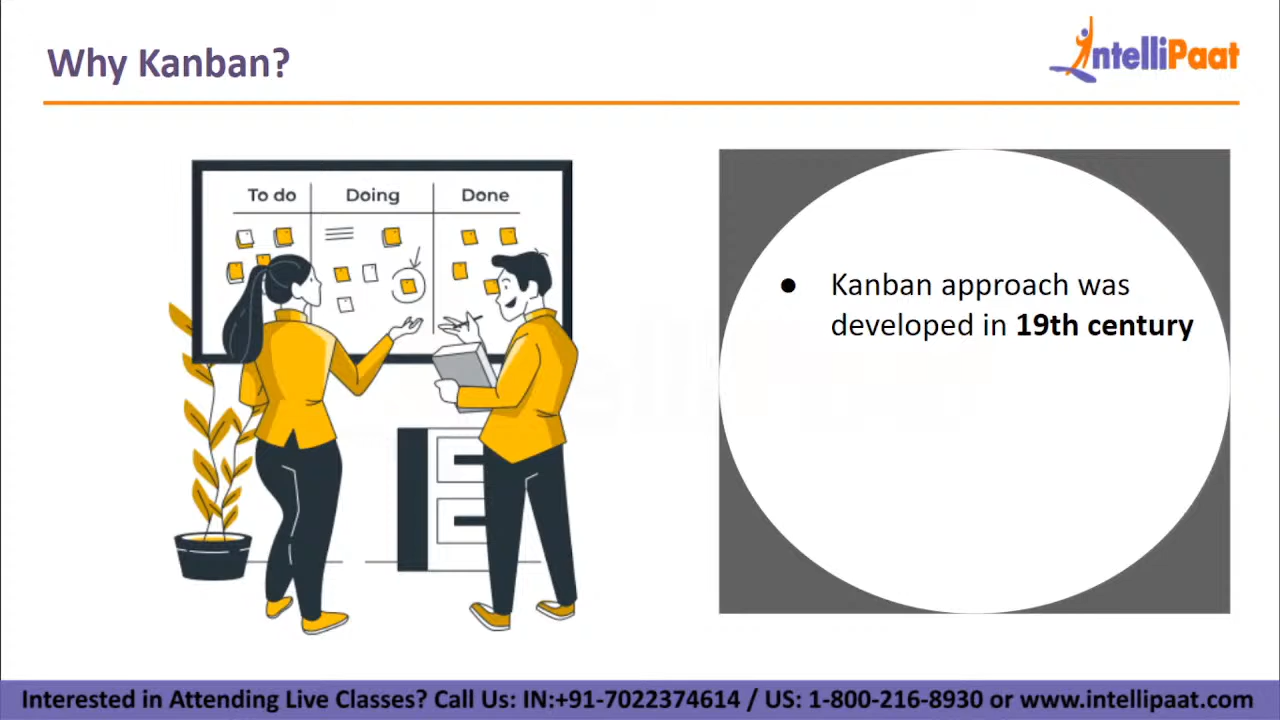 Why Kanban?
IntelliPaat
To do Doing Done
● Kanban approach was
developed in 19th century
Interested in Attending Live Classes? Call Us: IN:+91-7022374614 / US: 1-800-216-8930 or www.intellipaat.com